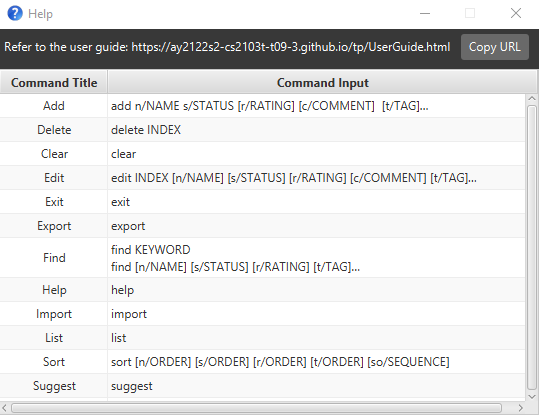 Help
Refer to the user guide: https://ay2122s2-cs2103t-t09-3.github.io/tp/UserGuide.html Copy URL
Command Title Command Input
Add add n/NAME s/STATUS [r/RATING] [c/COMMENT]  [t/TAG]...
Delete delete INDEX
Clear clear
Edit edit INDEX [n/NAME] [s/STATUS] [r/RATING] [c/COMMENT] [t/TAG]...
Exit exit
Export export
Find find KEYWORD
find [n/NAME] [s/STATUS] [r/RATING] [t/TAG]...
Help help
Import import
List list
Sort sort [n/ORDER] [s/ORDER] [r/ORDER] [t/ORDER] [so/SEQUENCE]
Suggest suggest